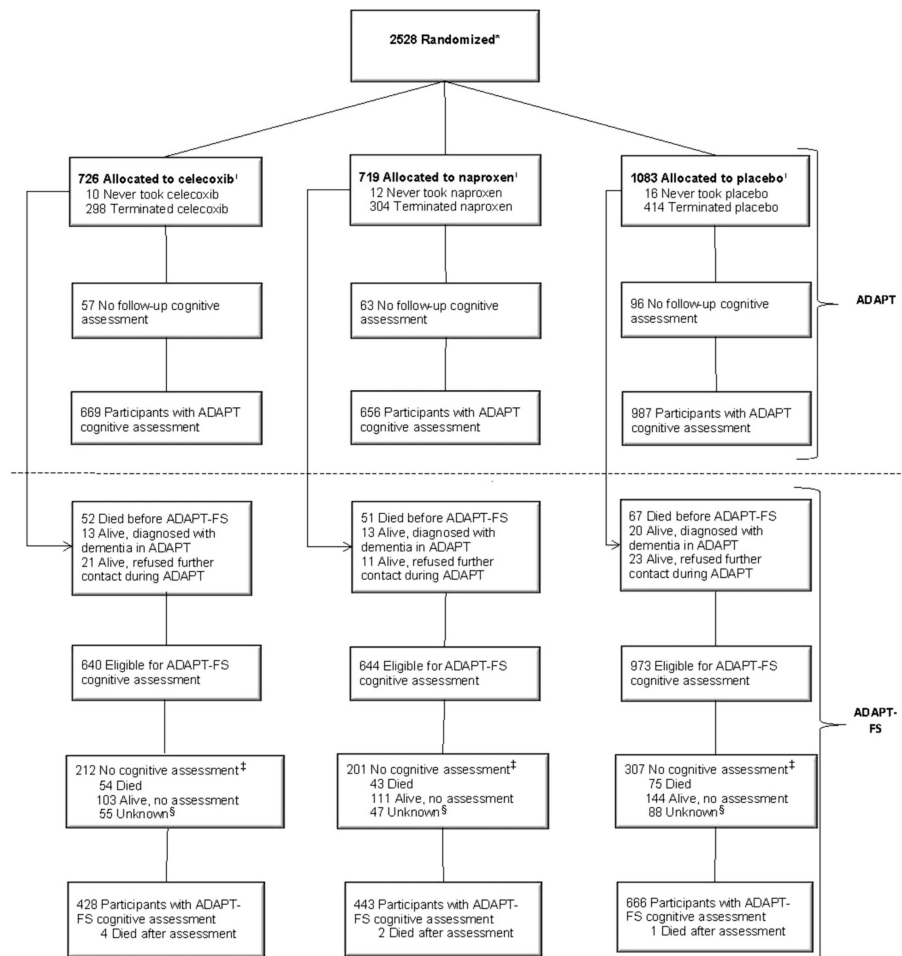 2528 Randomized*
726 Allocated to celecoxibᶦ
10 Never took celecoxib
298 Terminated celecoxib
719 Allocated to naproxenᶦ
12 Never took naproxen
304 Terminated naproxen
1083 Allocated to placeboᶦ
16 Never took placebo
414 Terminated placebo
57 No follow-up cognitive
assessment
63 No follow-up cognitive
assessment
96 No follow-up cognitive
assessment
ADAPT
669 Participants with ADAPT
cognitive assessment
656 Participants with ADAPT
cognitive assessment
987 Participants with ADAPT
cognitive assessment
52 Died before ADAPT-FS
13 Alive, diagnosed with
dementia in ADAPT
21 Alive, refused further
contact during ADAPT
51 Died before ADAPT-FS
13 Alive, diagnosed with
dementia in ADAPT
11 Alive, refused further
contact during ADAPT
67 Died before ADAPT-FS
20 Alive, diagnosed with
dementia in ADAPT
23 Alive, refused further
contact during ADAPT
640 Eligible for ADAPT-FS
cognitive assessment
644 Eligible for ADAPT-FS
cognitive assessment
973 Eligible for ADAPT-FS
cognitive assessment
ADAPT-
FS
212 No cognitive assessment‡
54 Died
103 Alive, no assessment
55 Unknown§
201 No cognitive assessment‡
43 Died
111 Alive, no assessment
47 Unknown§
307 No cognitive assessment‡
75 Died
144 Alive, no assessment
88 Unknown§
428 Participants with ADAPT-
FS cognitive assessment
4 Died after assessment
443 Participants with ADAPT-
FS cognitive assessment
2 Died after assessment
666 Participants with ADAPT-
FS cognitive assessment
1 Died after assessment